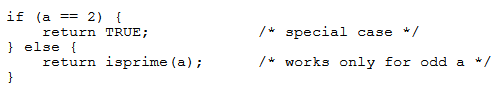 if (a == 2) {
    return TRUE;            /* special case */
} else {
    return isprime(a);      /* works only for odd a */
}